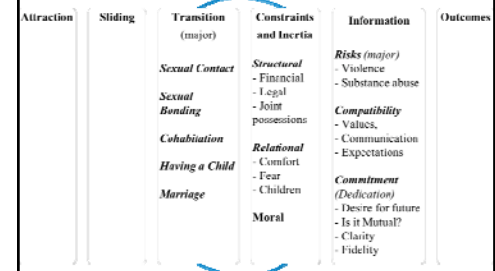 Attraction
Sliding
Transition
(major)
Sexual Contact
Sexual
Bonding
Cohabitation
Having a Child
Marriage
Constraints
and Inertia
Structural
- Financial
- Legal
- Joint
possessions
Relational
- Comfort
- Fear
- Children
Moral
Information
Risks (major)
- Violence
- Substance abuse
Compatibility
- Values,
- Communication
- Expectations
Commitment
(Dedication)
- Desire for future
- Is it Mutual?
- Clarity
- Fidelity
Outcomes